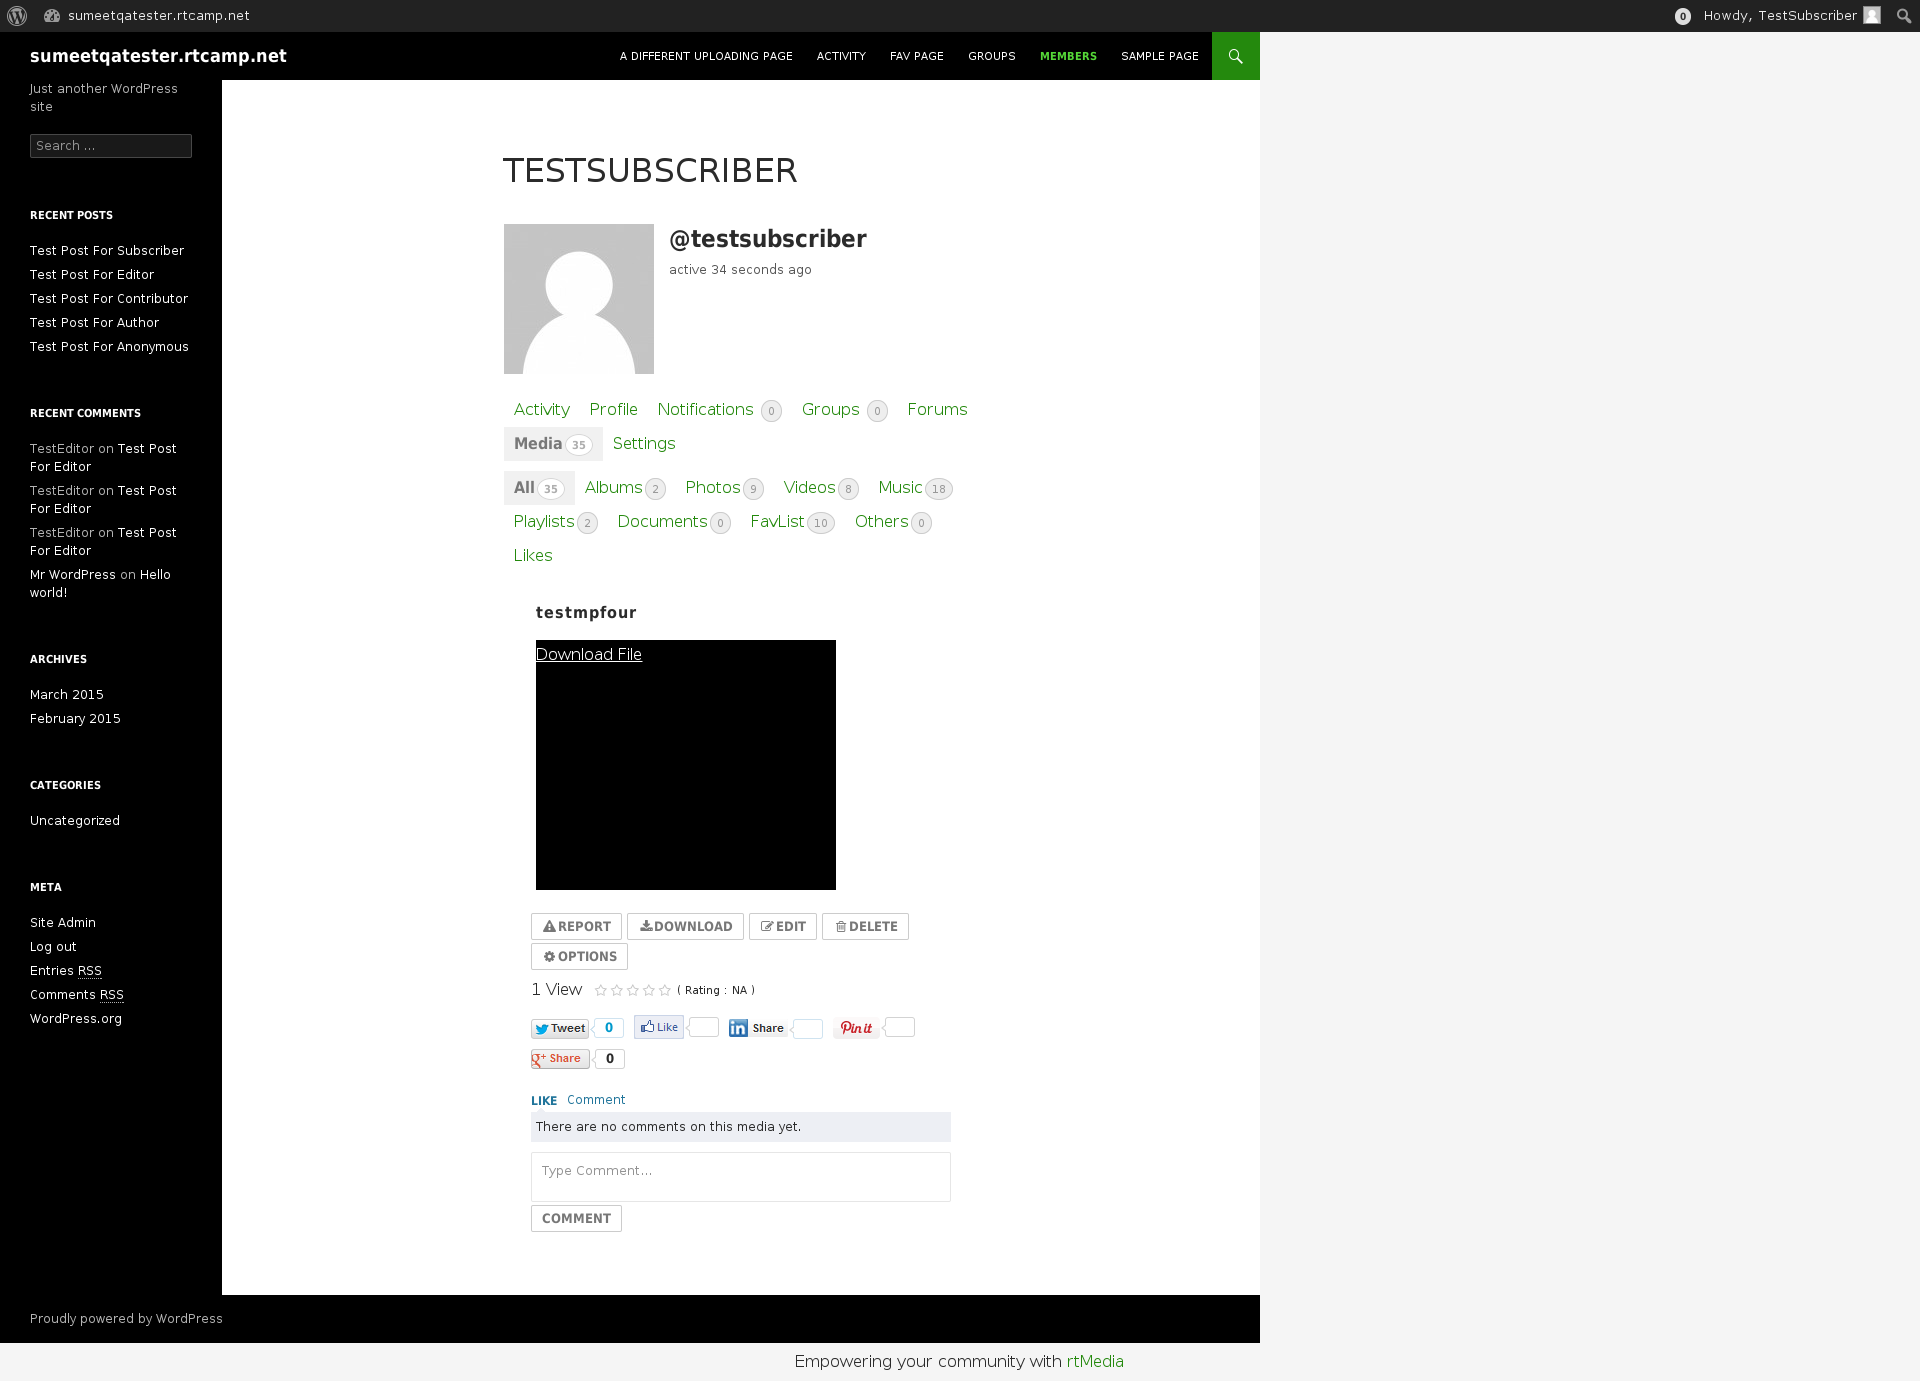 sumeetqatester.rtcamp.net
0 Howdy, TestSubscriber
sumeetqatester.rtcamp.net
A DIFFERENT UPLOADING PAGE ACTIVITY FAV PAGE GROUPS MEMBERS SAMPLE PAGE
Just another WordPress
site
Search ...
RECENT POSTS
Test Post For Subscriber
Test Post For Editor
Test Post For Contributor
Test Post For Author
Test Post For Anonymous
RECENT COMMENTS
TestEditor on Test Post
For Editor
TestEditor on Test Post
For Editor
TestEditor on Test Post
For Editor
Mr WordPress on Hello
world!
ARCHIVES
March 2015
February 2015
CATEGORIES
Uncategorized
META
Site Admin
Log out
Entries RSS
Comments RSS
WordPress.org
TESTSUBSCRIBER
@testsubscriber
active 34 seconds ago
Activity Profile Notifications 0 Groups 0 Forums
Media 35 Settings
All 35 Albums 2 Photos 9 Videos 8 Music 18
Playlists 2 Documents 0 FavList 10 Others 0
Likes
testmpfour
Download File
REPORT DOWNLOAD EDIT DELETE
OPTIONS
1 View ( Rating : NA )
Tweet 0 Like in Share Pin it
g+ Share 0
LIKE Comment
There are no comments on this media yet.
Type Comment...
COMMENT
Proudly powered by WordPress
Empowering your community with rtMedia